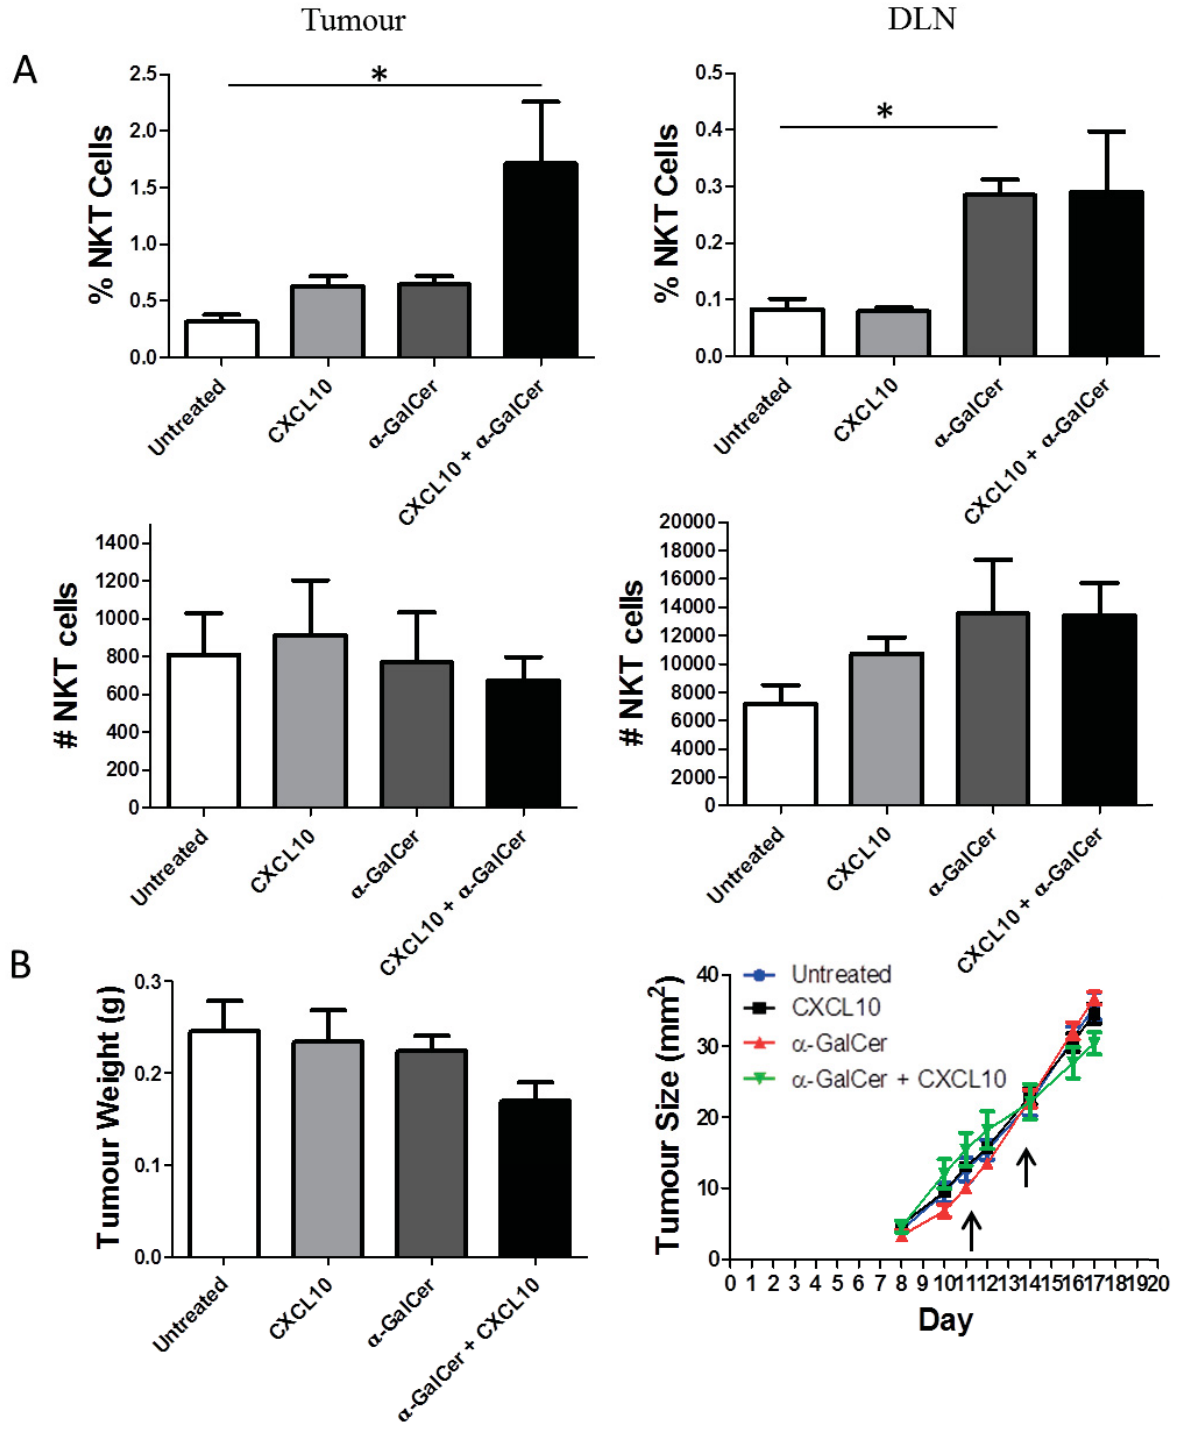 Tumour
DLN
A
% NKT Cells
2.5
2.0
1.5
1.0
0.5
0.0
*
Untreated
CXCL10
α-GalCer
CXCL10 + α-GalCer
% NKT Cells
0.5
0.4
0.3
0.2
0.1
0.0
*
Untreated
CXCL10
α-GalCer
CXCL10 + α-GalCer
# NKT cells
1400
1200
1000
800
600
400
200
0
Untreated
CXCL10
α-GalCer
CXCL10 + α-GalCer
# NKT cells
20000
18000
16000
14000
12000
10000
8000
6000
4000
2000
0
Untreated
CXCL10
α-GalCer
CXCL10 + α-GalCer
B
Tumour Weight (g)
0.3
0.2
0.1
0.0
Untreated
CXCL10
α-GalCer
α-GalCer + CXCL10
Tumour Size (mm²)
40
30
20
10
0
Untreated
CXCL10
α-GalCer
α-GalCer + CXCL10
0 1 2 3 4 5 6 7 8 9 10 11 12 13 14 15 16 17 18 19 20
Day